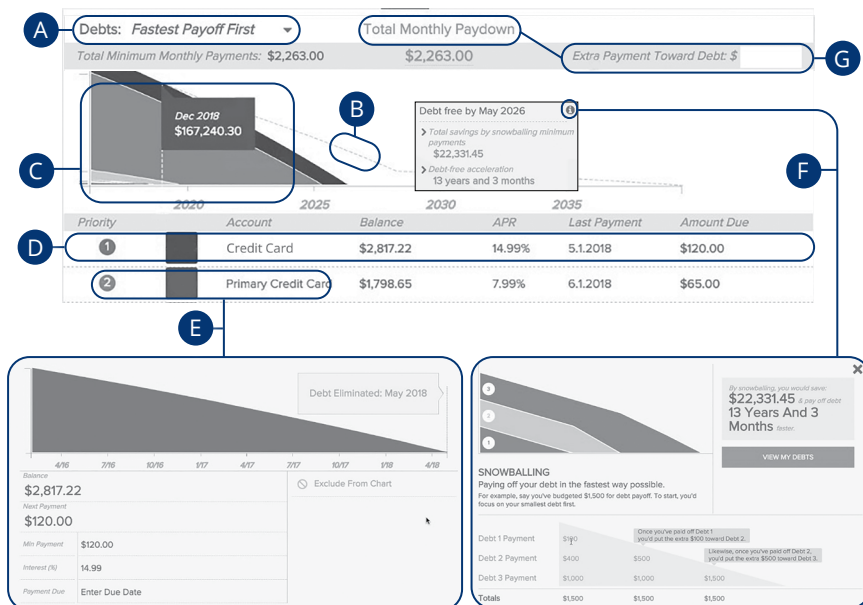 A
Debts: Fastest Payoff First
Total Monthly Paydown
Total Minimum Monthly Payments: $2,263.00
$2,263.00
Extra Payment Toward Debt: $
G
B
Dec 2018
$167,240.30
Debt free by May 2026
Total savings by snowballing minimum
payments
$22,331.45
Debt-free acceleration
13 years and 3 months
C
F
2020 2025 2030 2035
Priority Account Balance APR Last Payment Amount Due
D
1 Credit Card $2,817.22 14.99% 5.1.2018 $120.00
2 Primary Credit Card $1,798.65 7.99% 6.1.2018 $65.00
E
Debt Eliminated: May 2018
4/16 7/16 10/16 1/17 4/17 7/17 10/17 1/18 4/18
Balance
$2,817.22
Next Payment
$120.00
Min Payment $120.00
Interest (%) 14.99
Payment Due Enter Due Date
Exclude From Chart
3
2
1
By snowballing, you would save:
$22,331.45 & pay off debt
13 Years And 3
Months faster.
VIEW MY DEBTS
SNOWBALLING
Paying off your debt in the fastest way possible.
For example, say you've budgeted $1,500 for debt payoff. To start, you'd
focus on your smallest debt first.
Once you've paid off Debt 1
you'd put the extra $100 toward Debt 2.
Debt 1 Payment $100
Likewise, once you've paid off Debt 2,
you'd put the extra $500 toward Debt 3.
Debt 2 Payment $400 $500
Debt 3 Payment $1,000 $1,000 $1,500
Totals $1,500 $1,500 $1,500